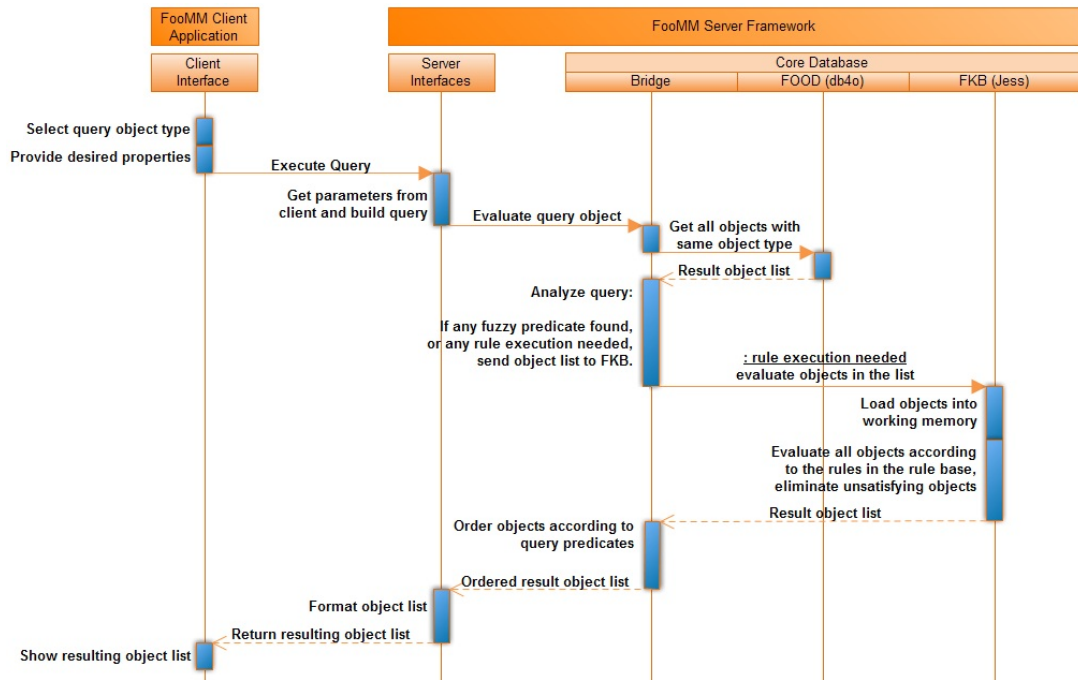 FooMM Client
Application
FooMM Server Framework
Client
Interface
Server
Interfaces
Core Database
Bridge
FOOD (db4o)
FKB (Jess)
Select query object type
Provide desired properties
Execute Query
Get parameters from
client and build query
Evaluate query object
Get all objects with
same object type
Result object list
Analyze query:
If any fuzzy predicate found,
or any rule execution needed,
send object list to FKB.
: rule execution needed
evaluate objects in the list
Load objects into
working memory
Evaluate all objects according
to the rules in the rule base,
eliminate unsatisfying objects
Result object list
Order objects according to
query predicates
Ordered result object list
Format object list
Return resulting object list
Show resulting object list